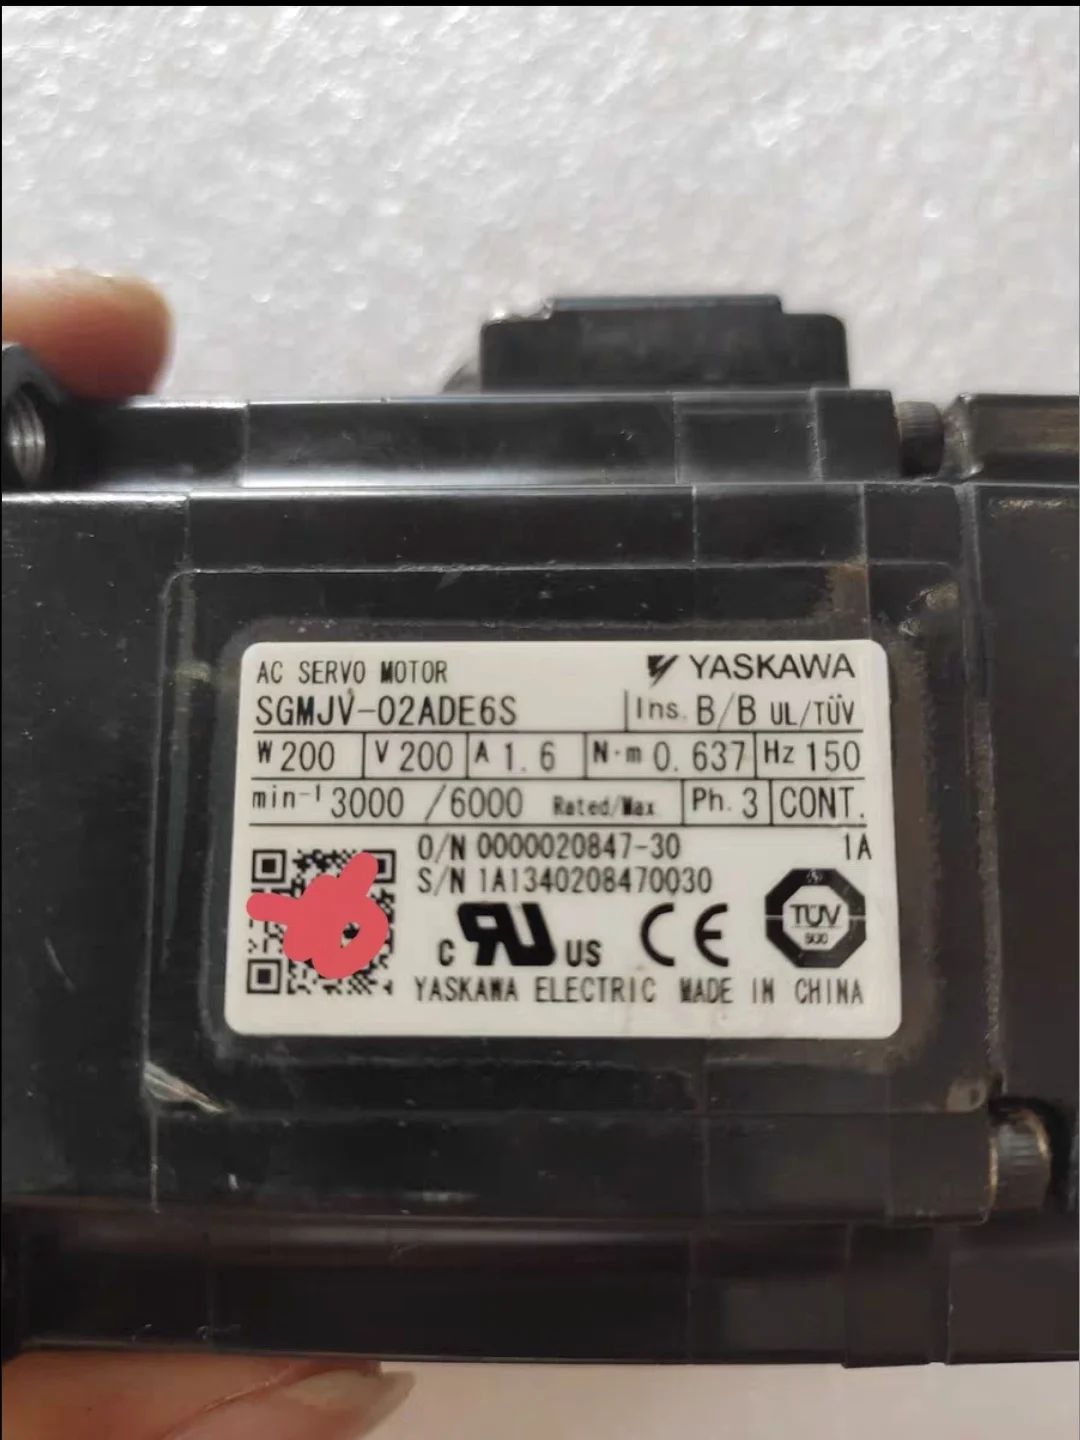 AC SERVO MOTOR YASKAWA
SGMJV-02ADE6S Ins. B/B UL/TÜV
W 200 V 200 A 1.6 N·m 0.637 Hz 150
min-1 3000 /6000 Rated/Max Ph. 3 CONT.
O/N 0000020847-30 1A
S/N 1A1340208470030
C RU US CE TÜV
YASKAWA ELECTRIC MADE IN CHINA